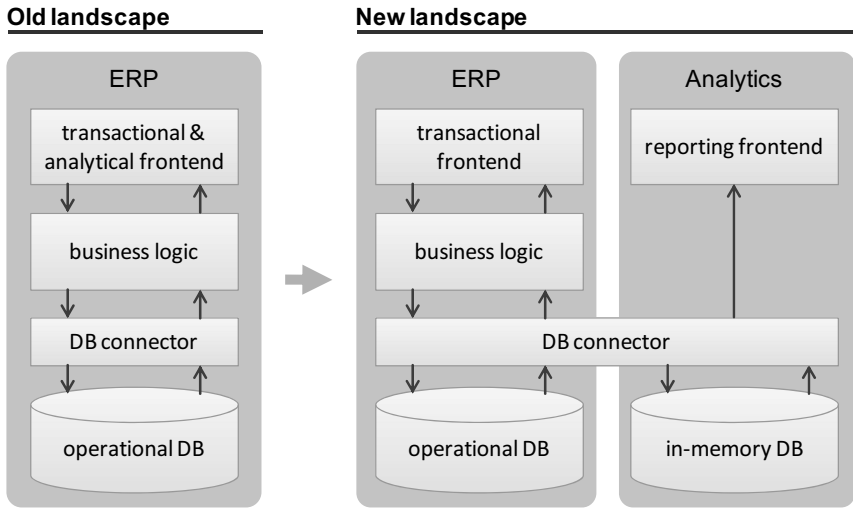 Old landscape
ERP
transactional &
analytical frontend
business logic
DB connector
operational DB
New landscape
ERP
transactional
frontend
business logic
DB connector
operational DB
Analytics
reporting frontend
in-memory DB